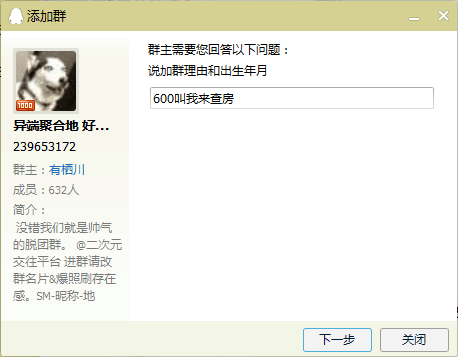 添加群
群主需要您回答以下问题：
说加群理由和出生年月
600叫我来查房
1000
异端聚合地 好...
239653172
群主：有栖川
成员：632人
简介：
没错我们就是帅气
的脱团群。 @二次元
交往平台 进群请改
群名片&爆照刷存在
感。SM-昵称-地
下一步
关闭